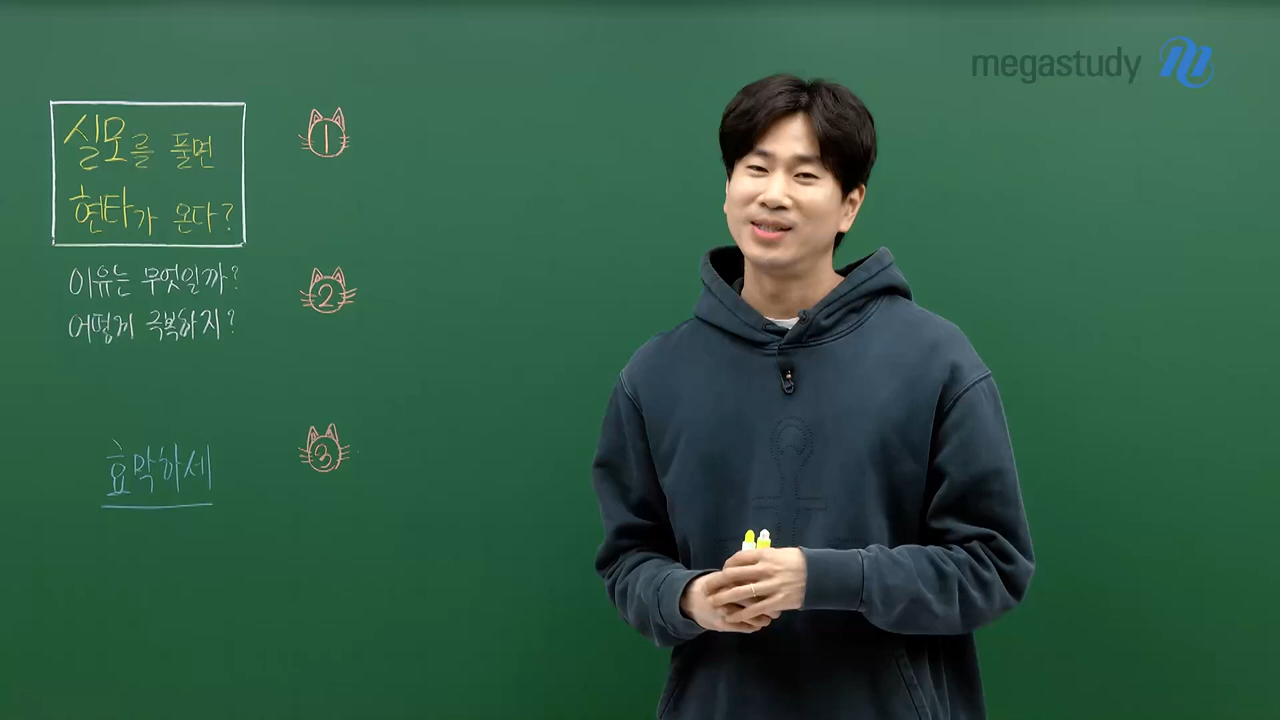 megastudy
실모를 풀면
현타가 온다?
이유는 무엇일까?
어떻게 극복하지?
효막하세
1
2
3